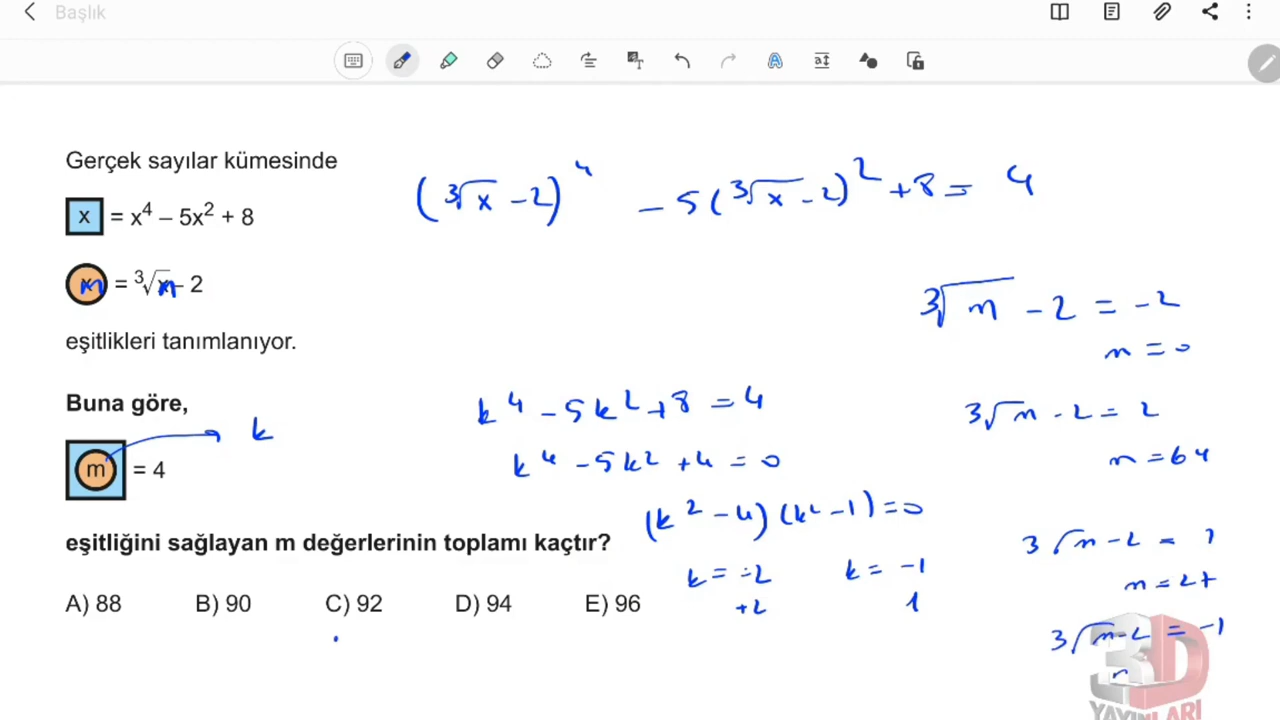 Başlık
Gerçek sayılar kümesinde
x = x⁴ – 5x² + 8
m = ³√m – 2
eşitlikleri tanımlanıyor.
Buna göre,
m = 4
eşitliğini sağlayan m değerlerinin toplamı kaçtır?
A) 88 B) 90 C) 92 D) 94 E) 96
(³√x - 2)⁴ - 5(³√x - 2)² + 8 = 4
k
k⁴ - 5k² + 8 = 4
k⁴ - 5k² + 4 = 0
(k² - 4) (k² - 1) = 0
k = -2 k = -1
+2 1
³√m - 2 = -2
m = 0
³√m - 2 = 2
m = 64
³√m - 2 = 1
m = 27
³√m - 2 = -1
m
3D
YAYINLARI